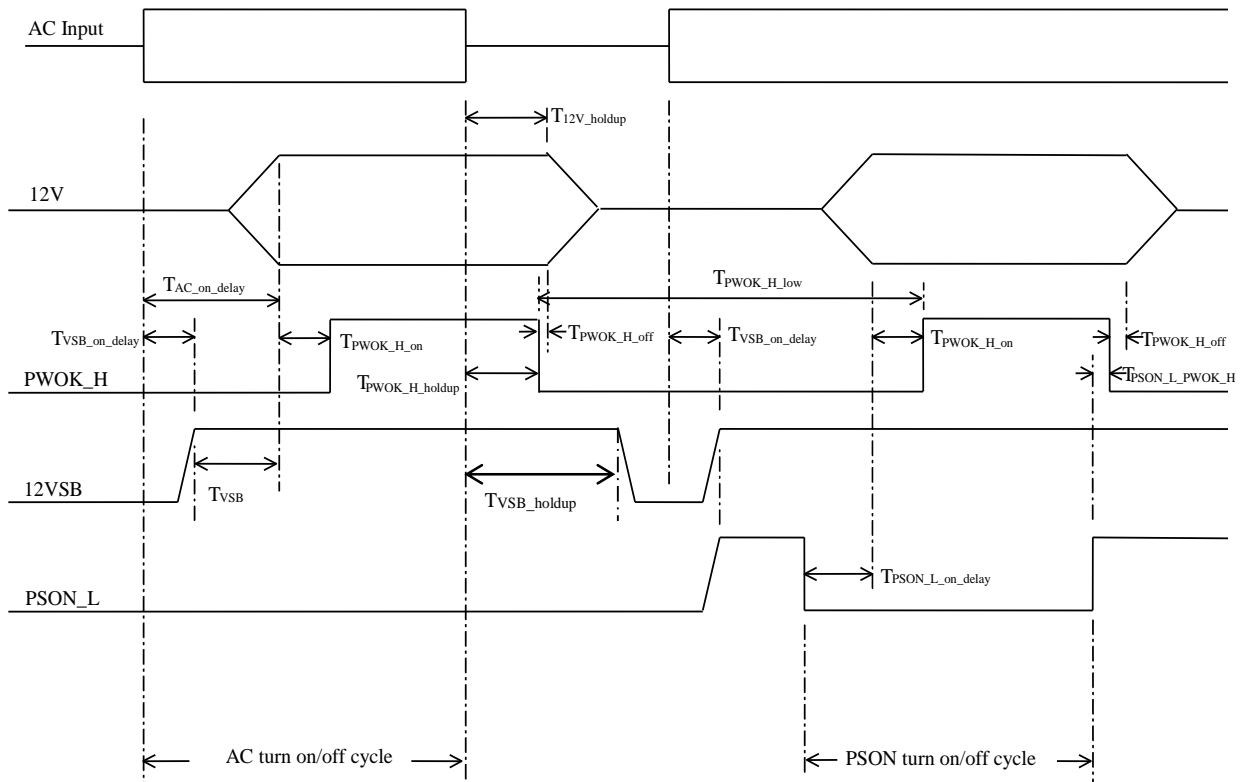 AC Input
T12V_holdup
12V
TAC_on_delay
TPWOK_H_low
TVSB_on_delay
TPWOK_H_on
TPWOK_H_off
TVSB_on_delay
TPWOK_H_on
TPWOK_H_off
PWOK_H
TPWOK_H_holdup
TPSON_L_PWOK_H
12VSB
TVSB
TVSB_holdup
PSON_L
TPSON_L_on_delay
AC turn on/off cycle
PSON turn on/off cycle